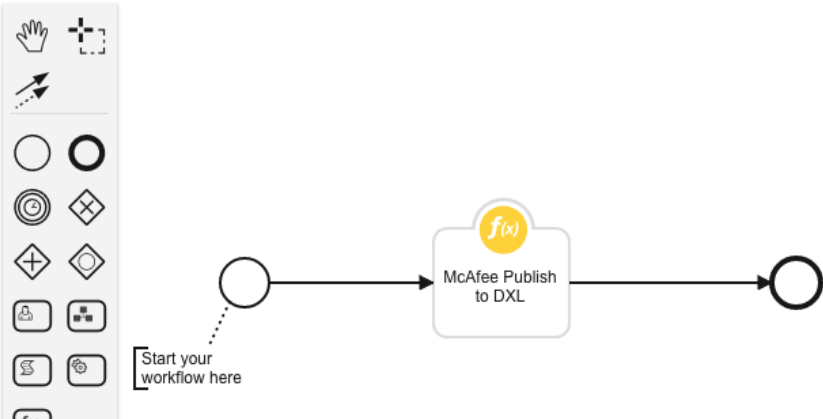 f(x)
McAfee Publish
to DXL
Start your
workflow here